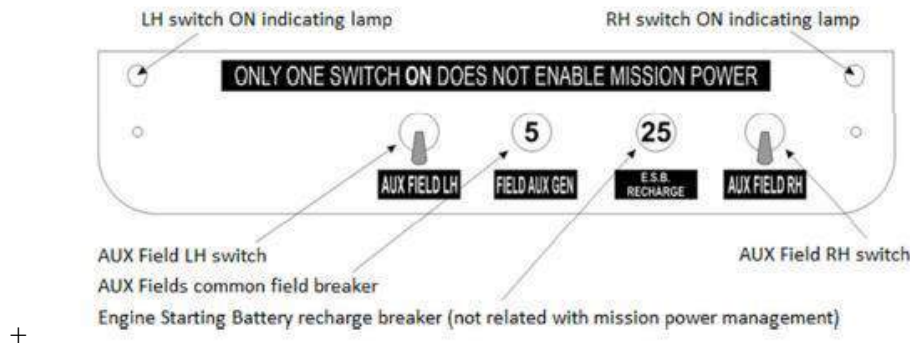 LH switch ON indicating lamp
RH switch ON indicating lamp
ONLY ONE SWITCH ON DOES NOT ENABLE MISSION POWER
5
25
AUX FIELD LH
FIELD AUX GEN
E.S.B.
RECHARGE
AUX FIELD RH
AUX Field LH switch
AUX Field RH switch
AUX Fields common field breaker
Engine Starting Battery recharge breaker (not related with mission power management)
+